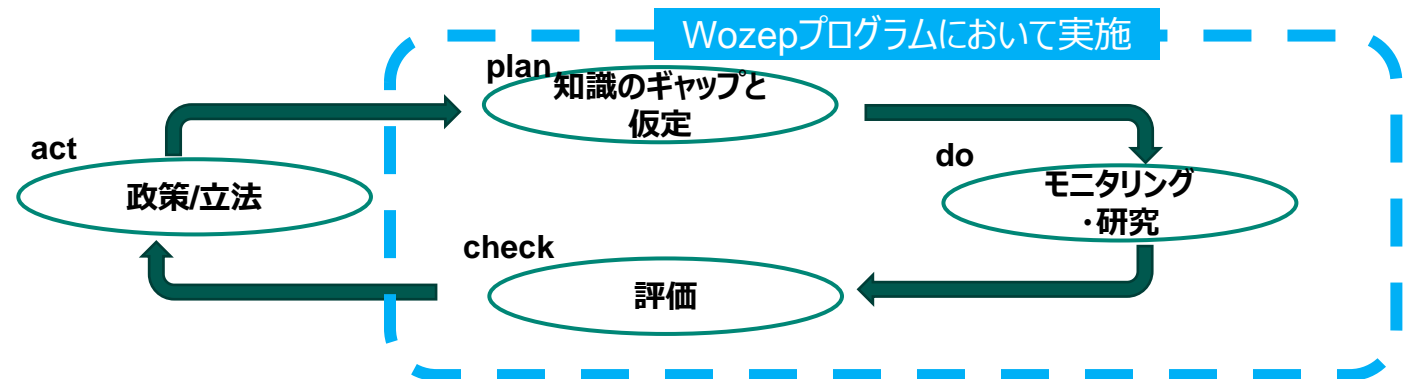 Wozepプログラムにおいて実施
plan
知識のギャップと
仮定
act
政策/立法
do
モニタリング
・研究
check
評価